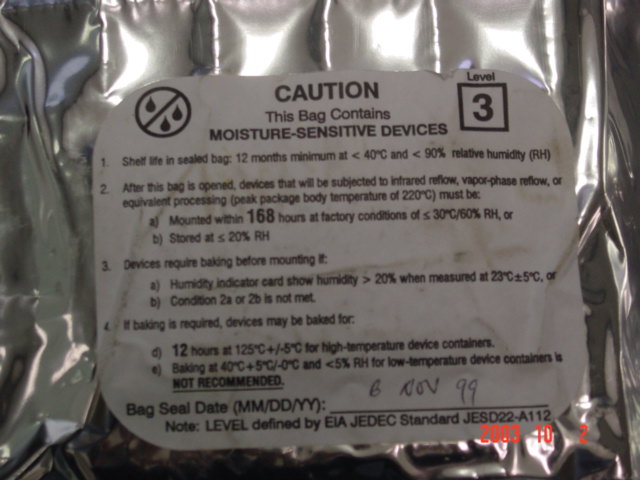 Level
CAUTION
3
This Bag Contains
MOISTURE-SENSITIVE DEVICES
1. Shelf life in sealed bag: 12 months minimum at < 40°C and < 90% relative humidity (RH)
2. After this bag is opened, devices that will be subjected to infrared reflow, vapor-phase reflow, or
equivalent processing (peak package body temperature of 220°C) must be:
a) Mounted within 168 hours at factory conditions of ≤ 30°C/60% RH, or
b) Stored at ≤ 20% RH
3. Devices require baking before mounting if:
a) Humidity indicator card show humidity > 20% when measured at 23°C±5°C, or
b) Condition 2a or 2b is not met.
4. If baking is required, devices may be baked for:
d) 12 hours at 125°C+/-5°C for high-temperature device containers.
e) Baking at 40°C+5°C/-0°C and <5% RH for low-temperature device containers is
NOT RECOMMENDED.
Bag Seal Date (MM/DD/YY): 6 NOV 99
Note: LEVEL defined by EIA JEDEC Standard JESD22-A112
2003 10 2